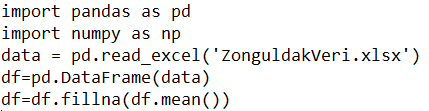 import pandas as pd
import numpy as np
data = pd.read_excel('ZonguldakVeri.xlsx')
df=pd.DataFrame(data)
df=df.fillna(df.mean())